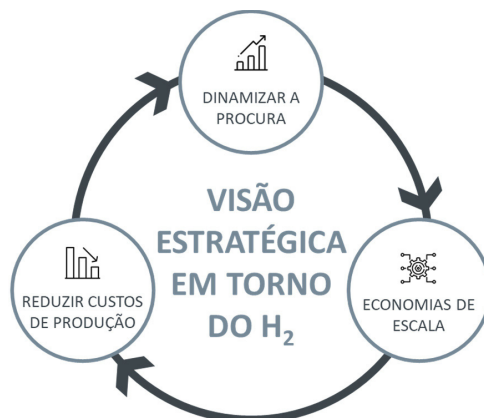 DINAMIZAR A
PROCURA
VISÃO
ESTRATÉGICA
EM TORNO
DO H₂
REDUZIR CUSTOS
DE PRODUÇÃO
ECONOMIAS DE
ESCALA